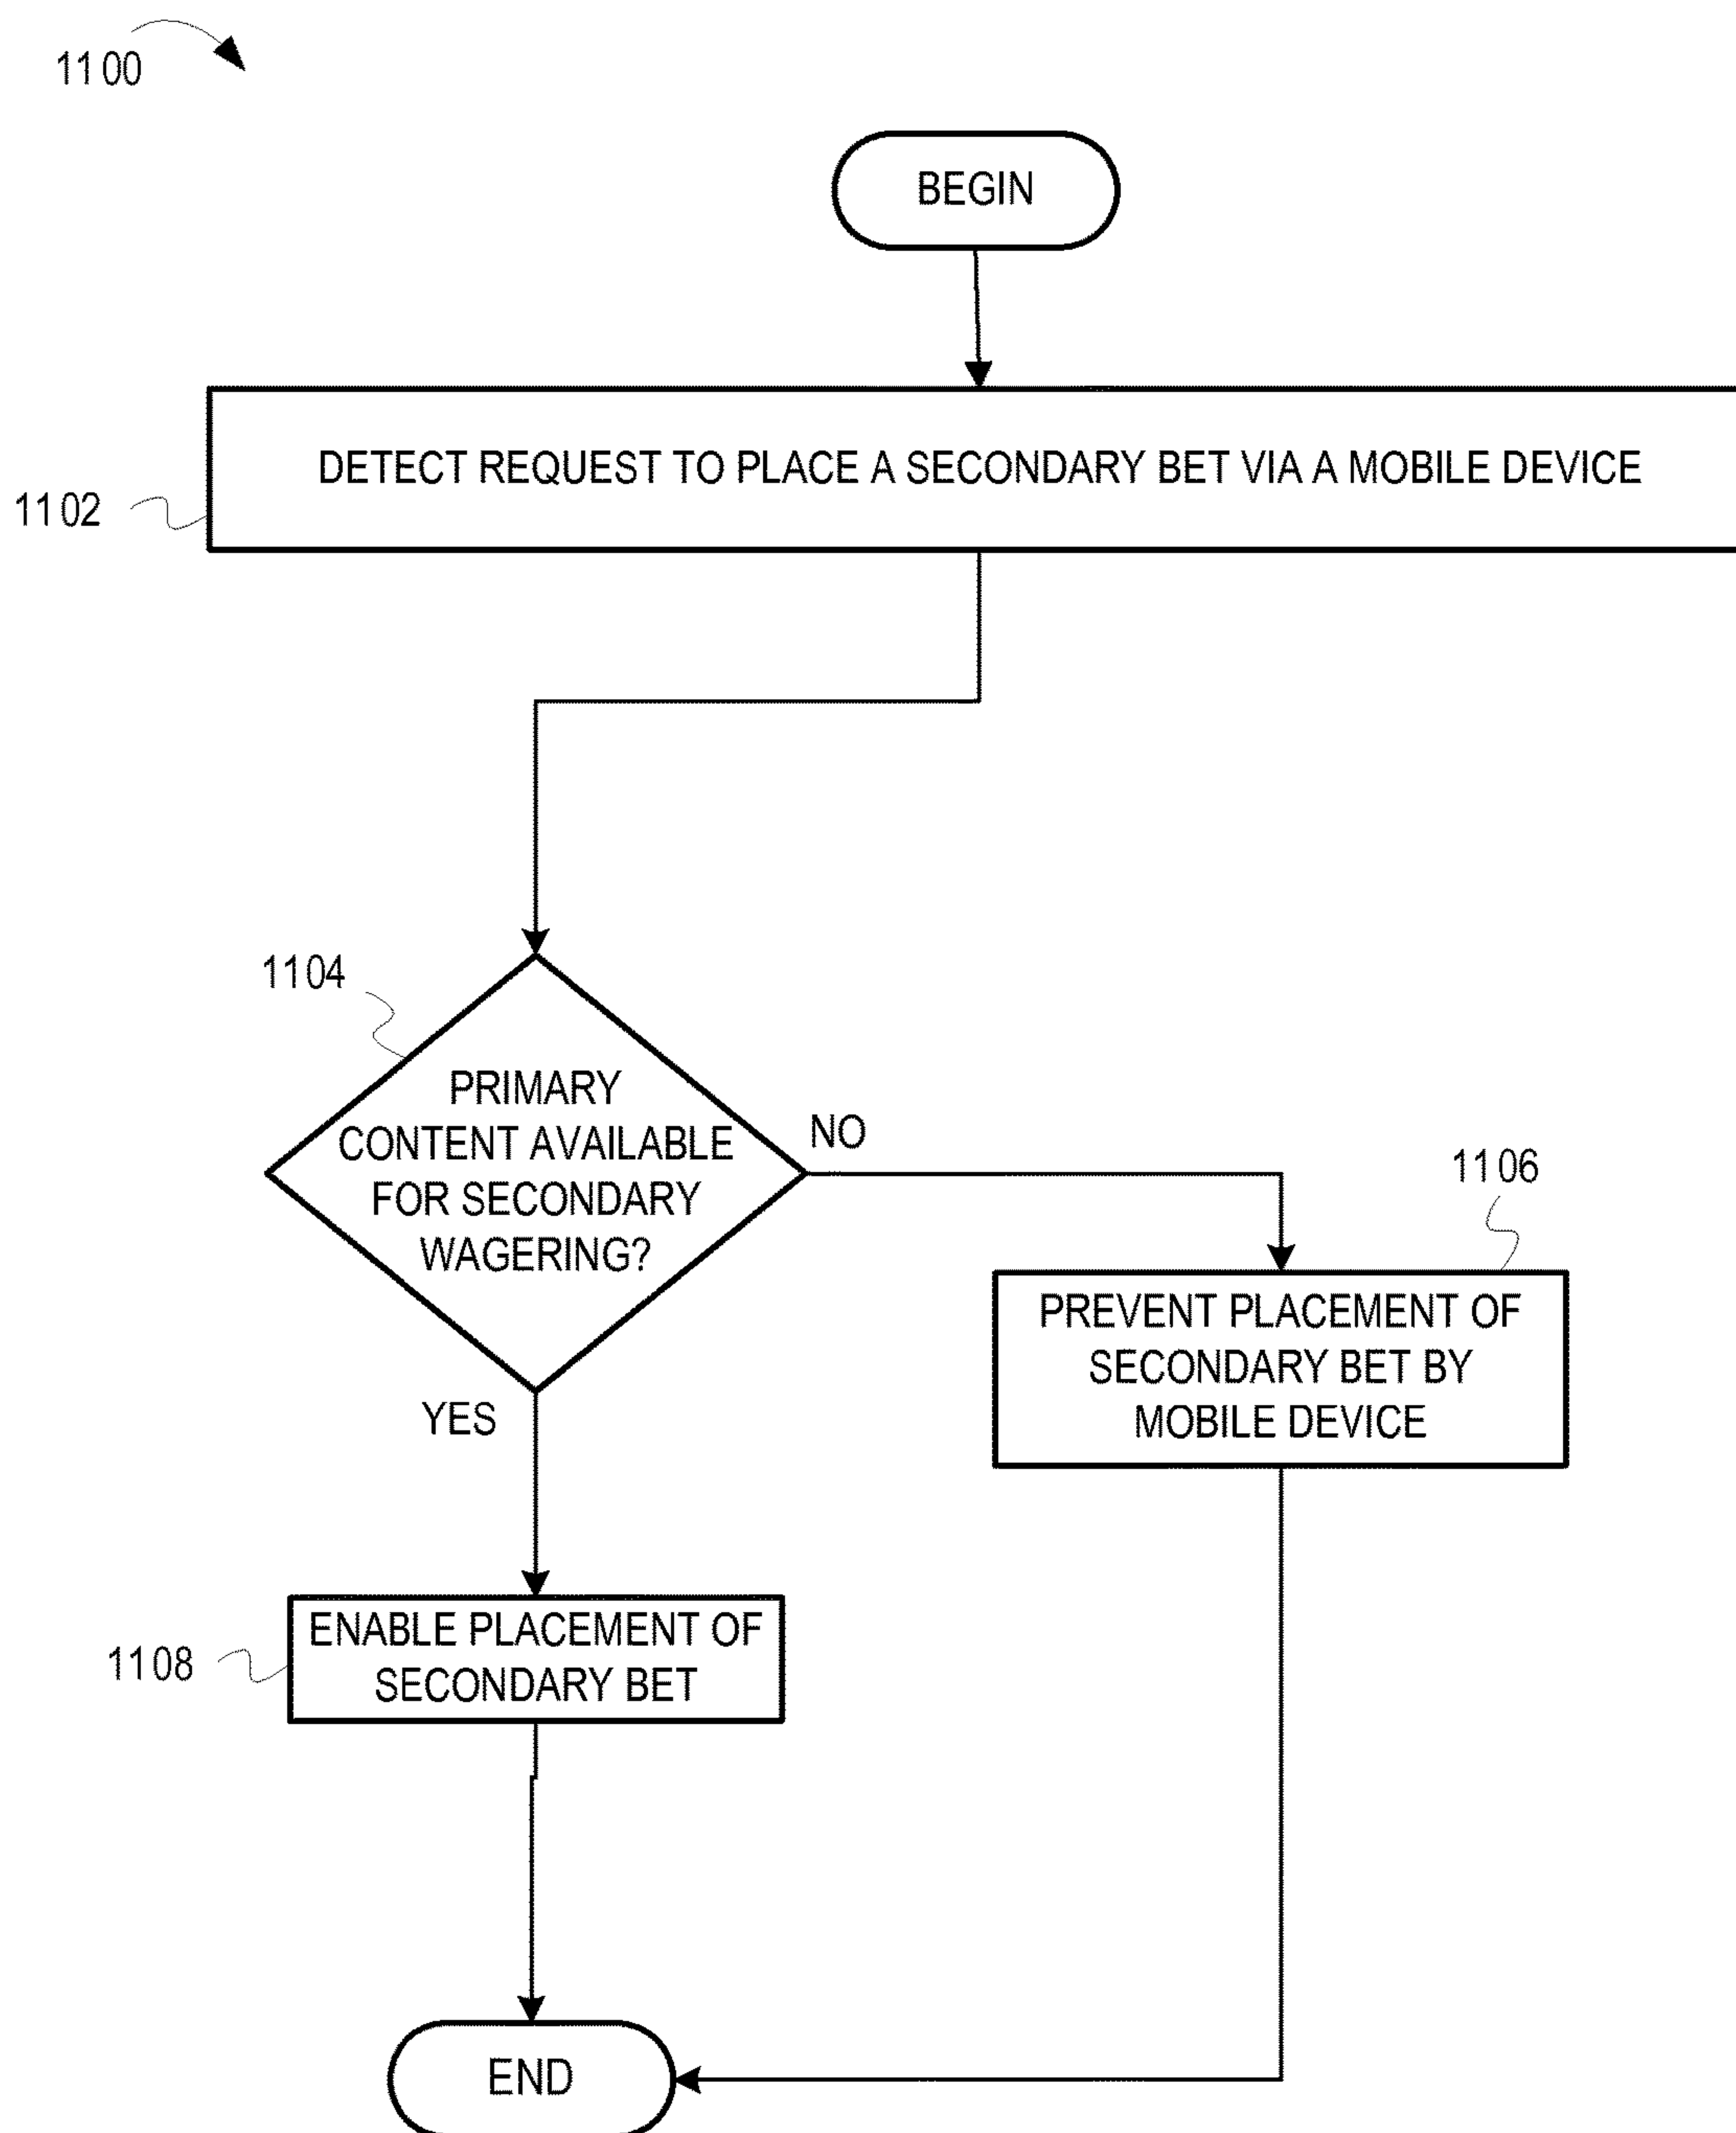 1100
BEGIN
DETECT REQUEST TO PLACE A SECONDARY BET VIA A MOBILE DEVICE
1102
1104
PRIMARY
CONTENT AVAILABLE
FOR SECONDARY
WAGERING?
NO
1106
PREVENT PLACEMENT OF
SECONDARY BET BY
MOBILE DEVICE
YES
ENABLE PLACEMENT OF
SECONDARY BET
1108
END